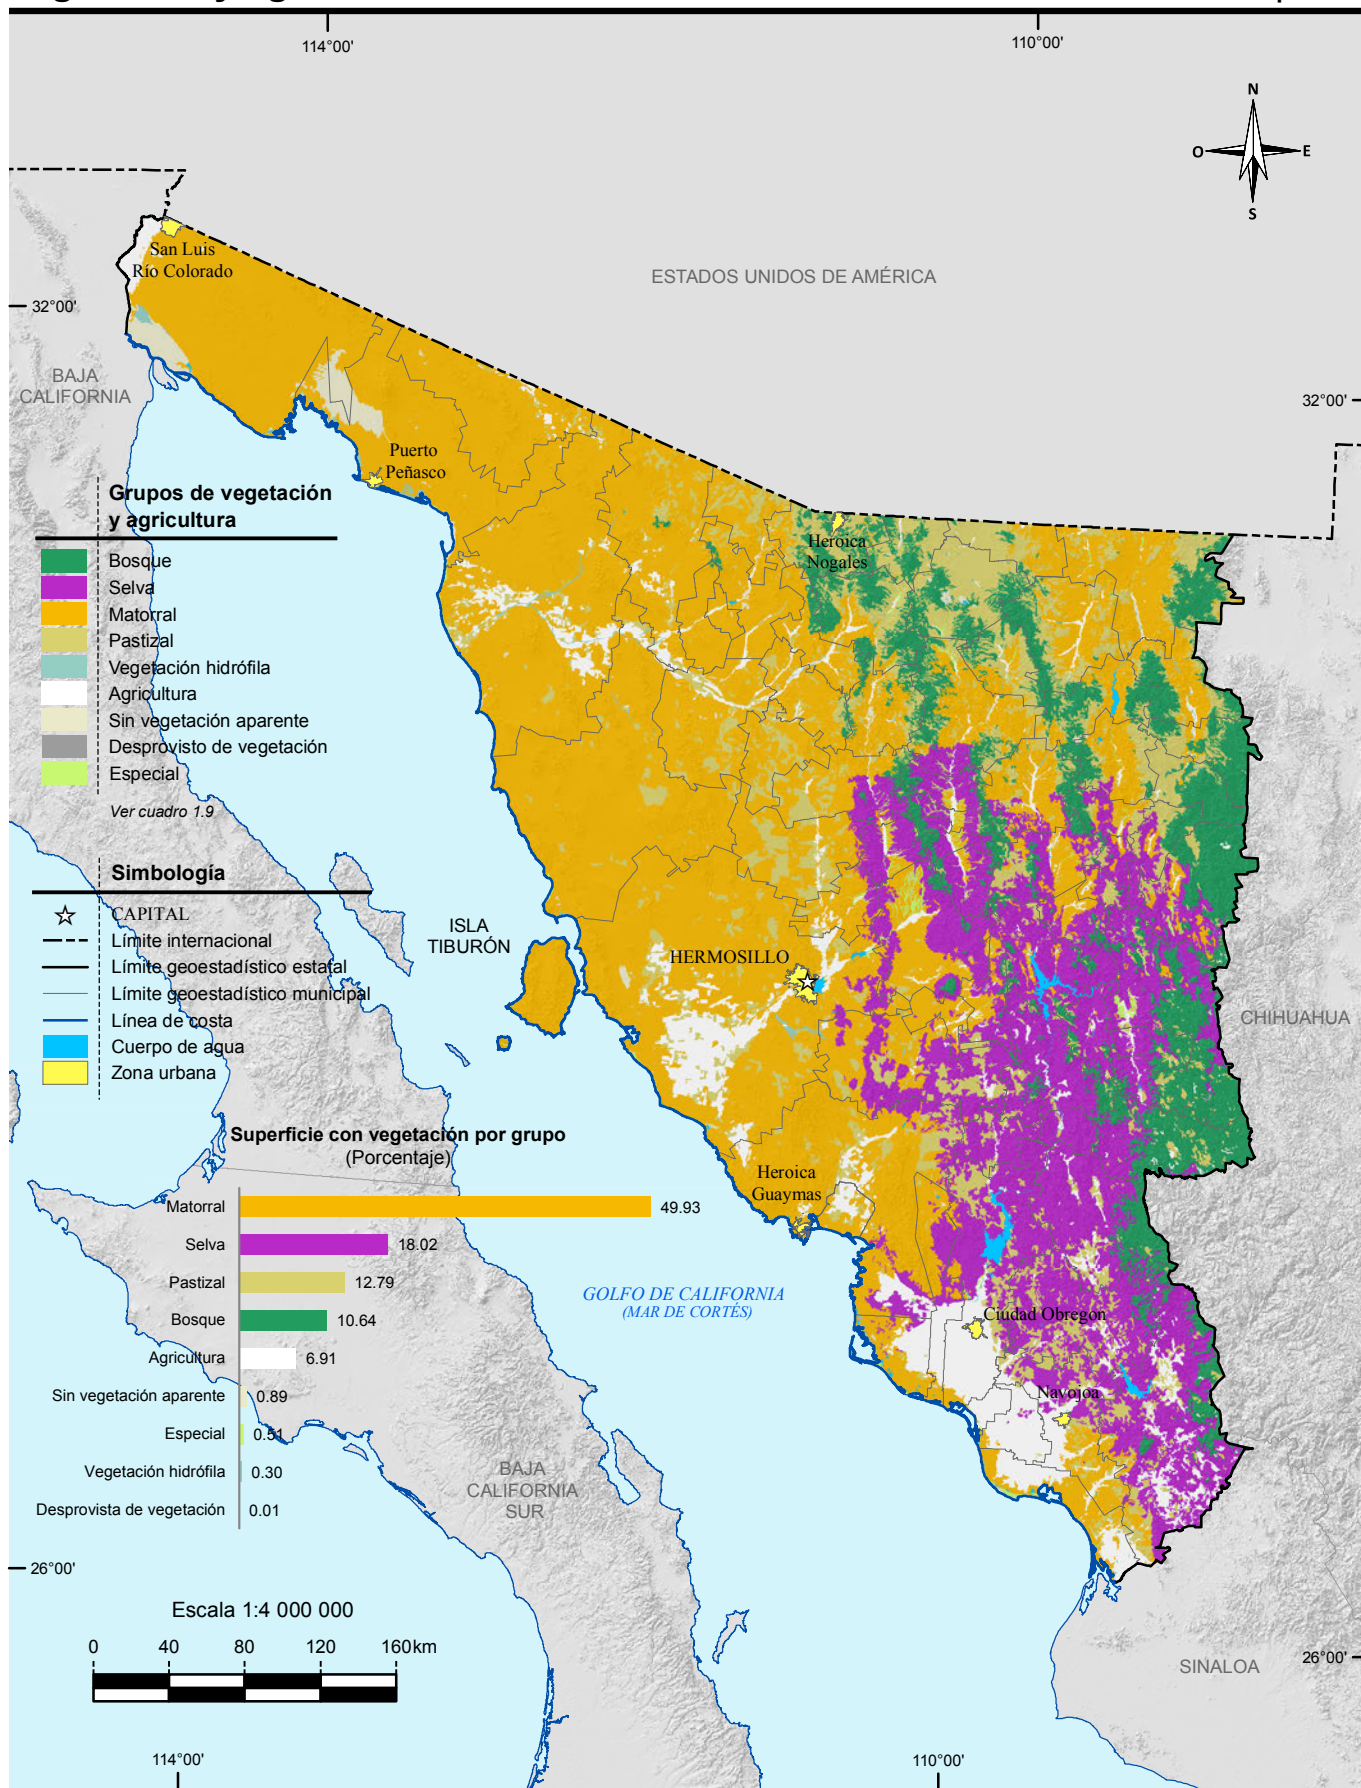 114°00'
110°00'
N
O
E
S
San Luis
Río Colorado
ESTADOS UNIDOS DE AMÉRICA
32°00'
BAJA
CALIFORNIA
32°00'
Puerto
Peñasco
Heroica
Nogales
Grupos de vegetación
y agricultura
Bosque
Selva
Matorral
Pastizal
Vegetación hidrófila
Agricultura
Sin vegetación aparente
Desprovisto de vegetación
Especial
Ver cuadro 1.9
Simbología
CAPITAL
Límite internacional
Límite geoestadístico estatal
Límite geoestadístico municipal
Línea de costa
Cuerpo de agua
Zona urbana
ISLA
TIBURÓN
HERMOSILLO
CHIHUAHUA
Heroica
Guaymas
GOLFO DE CALIFORNIA
(MAR DE CORTÉS)
Ciudad Obregón
Navojoa
Superficie con vegetación por grupo
(Porcentaje)
Matorral 49.93
Selva 18.02
Pastizal 12.79
Bosque 10.64
Agricultura 6.91
Sin vegetación aparente 0.89
Especial 0.51
Vegetación hidrófila 0.30
Desprovista de vegetación 0.01
BAJA
CALIFORNIA
SUR
26°00'
Escala 1:4 000 000
0 40 80 120 160km
SINALOA
26°00'
114°00'
110°00'